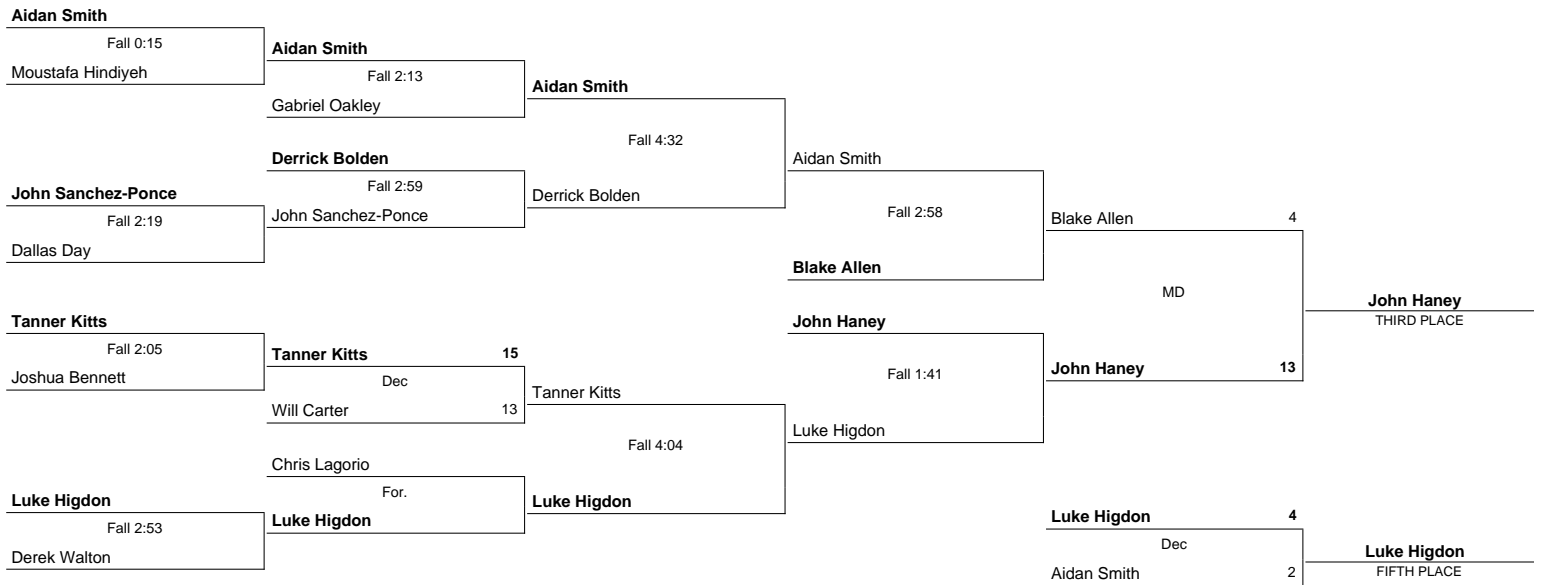 Aidan Smith
Fall 0:15
Moustafa Hindiyeh
John Sanchez-Ponce
Fall 2:19
Dallas Day
Tanner Kitts
Fall 2:05
Joshua Bennett
Luke Higdon
Fall 2:53
Derek Walton
Aidan Smith
Fall 2:13
Gabriel Oakley
Derrick Bolden
Fall 2:59
John Sanchez-Ponce
Tanner Kitts 15
Dec
Will Carter 13
Chris Lagorio
For.
Luke Higdon
Aidan Smith
Fall 4:32
Derrick Bolden
Tanner Kitts
Fall 4:04
Luke Higdon
Aidan Smith
Fall 2:58
Blake Allen
John Haney
Fall 1:41
Luke Higdon
Blake Allen 4
MD
John Haney 13
John Haney
THIRD PLACE
Luke Higdon 4
Dec
Aidan Smith 2
Luke Higdon
FIFTH PLACE